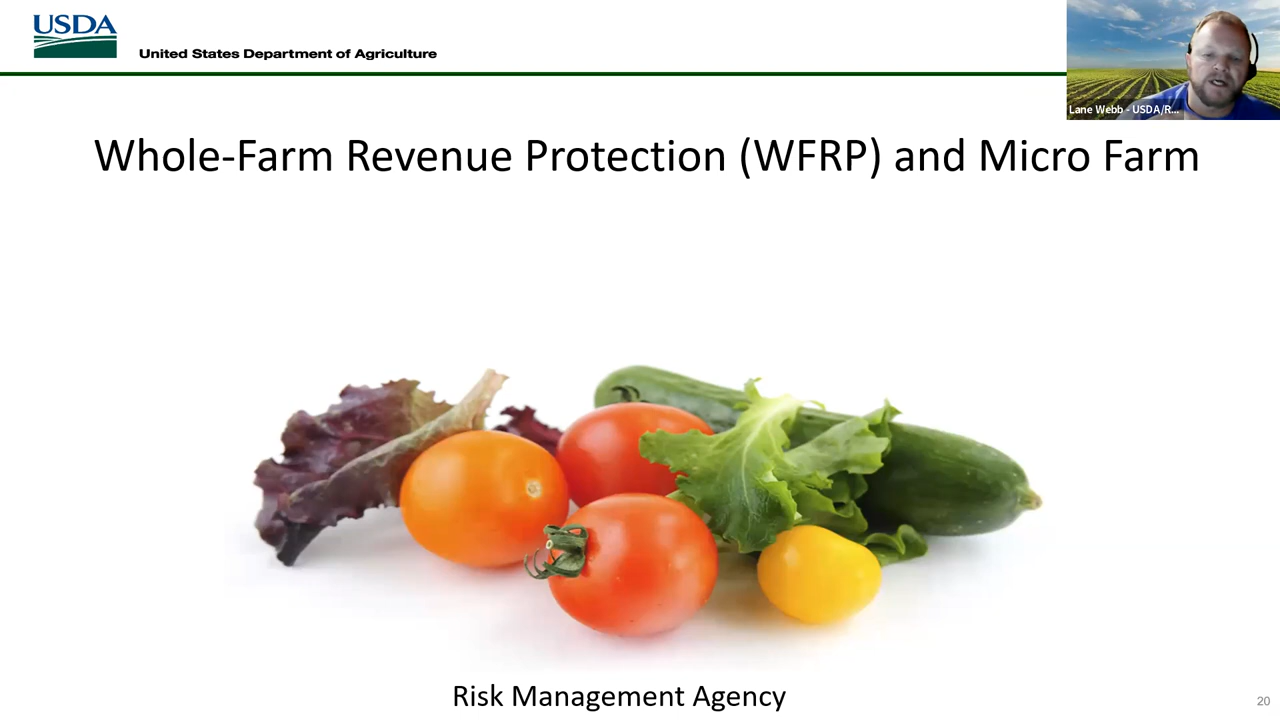 USDA
United States Department of Agriculture
Lane Webb - USDA/R...
Whole-Farm Revenue Protection (WFRP) and Micro Farm
Risk Management Agency
20